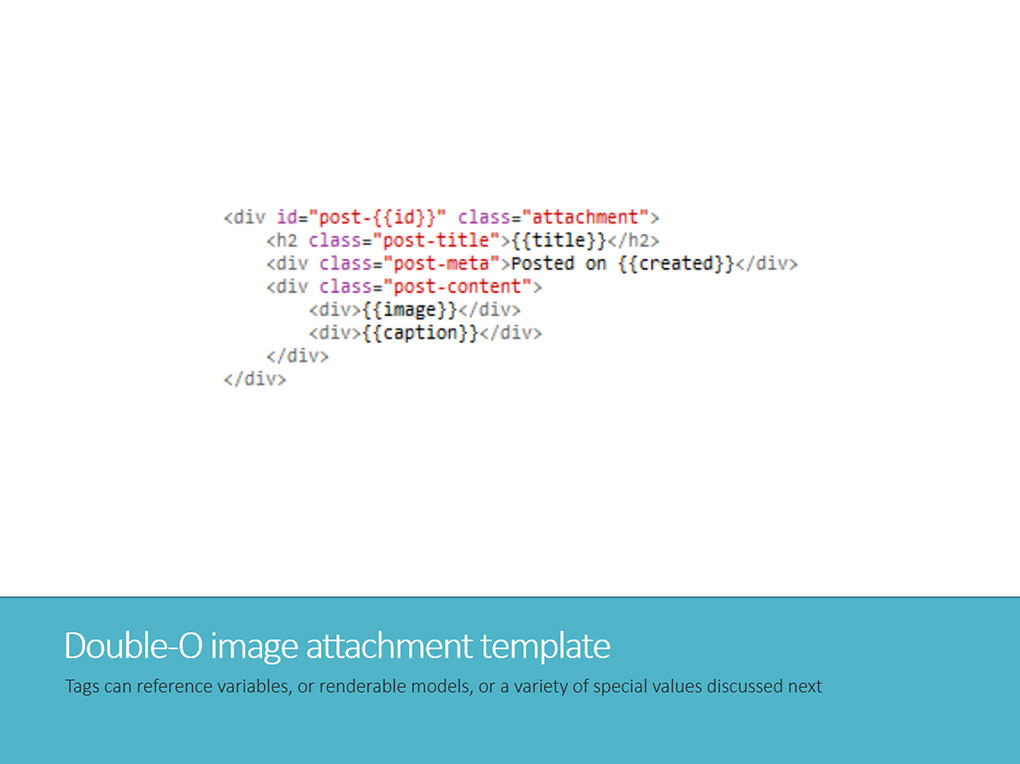 <div id="post-{{id}}" class="attachment">
    <h2 class="post-title">{{title}}</h2>
    <div class="post-meta">Posted on {{created}}</div>
    <div class="post-content">
        <div>{{image}}</div>
        <div>{{caption}}</div>
    </div>
</div>
Double-O image attachment template
Tags can reference variables, or renderable models, or a variety of special values discussed next